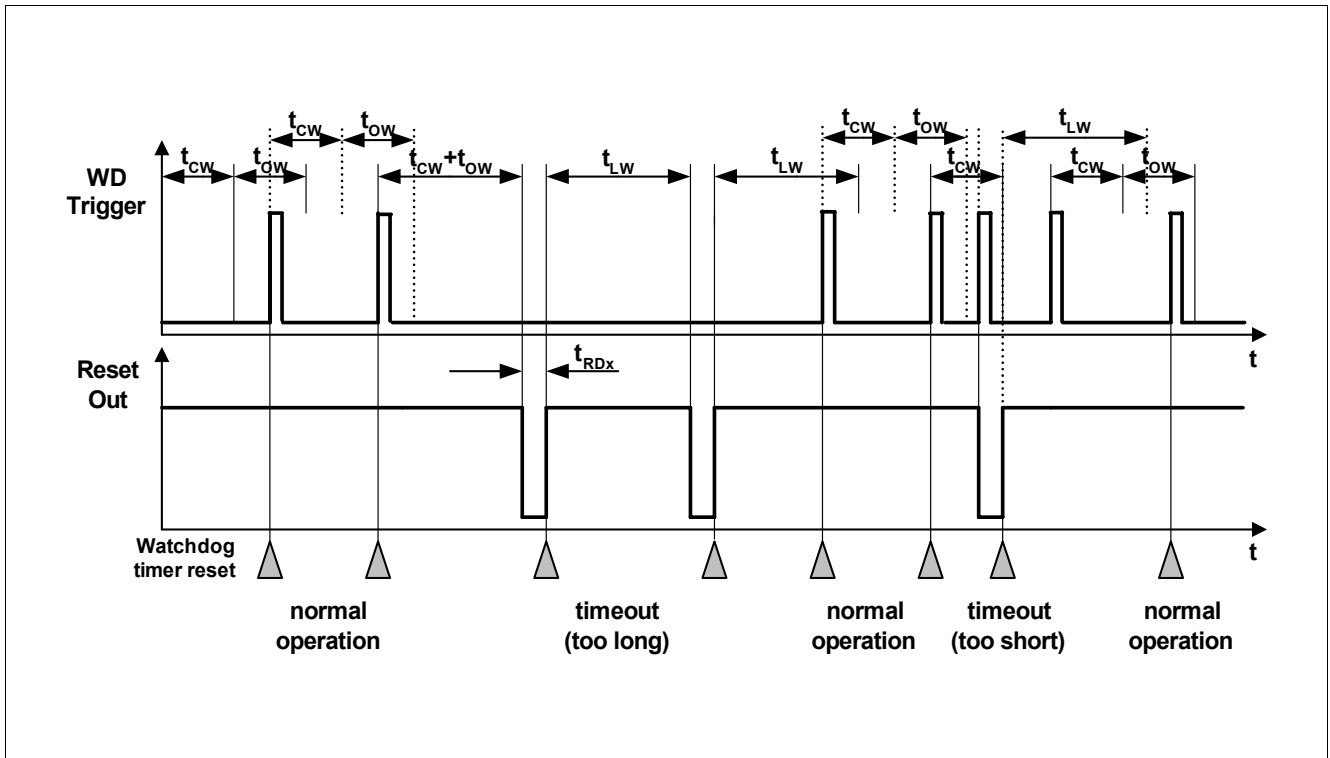 tCW tOW tCW tOW tLW
tCW tOW tCW+tOW tLW tLW tCW tCW tOW
WD
Trigger
t
tRDx
Reset
Out
t
Watchdog
timer reset
normal
operation
timeout
(too long)
normal
operation
timeout
(too short)
normal
operation